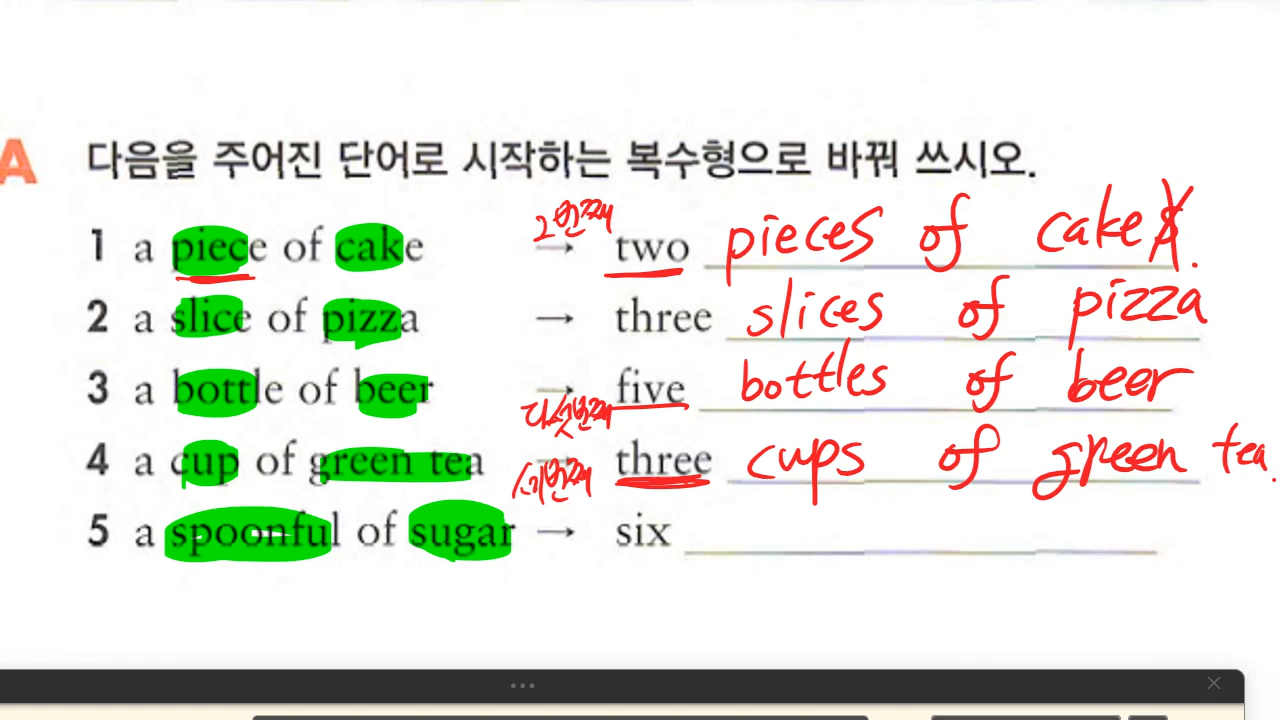 A 다음을 주어진 단어로 시작하는 복수형으로 바꿔 쓰시오.
1 a piece of cake 2번째 → two pieces of cakes.
2 a slice of pizza → three slices of pizza
3 a bottle of beer → five bottles of beer
다섯번째
4 a cup of green tea → three cups of green tea.
세번째
5 a spoonful of sugar → six